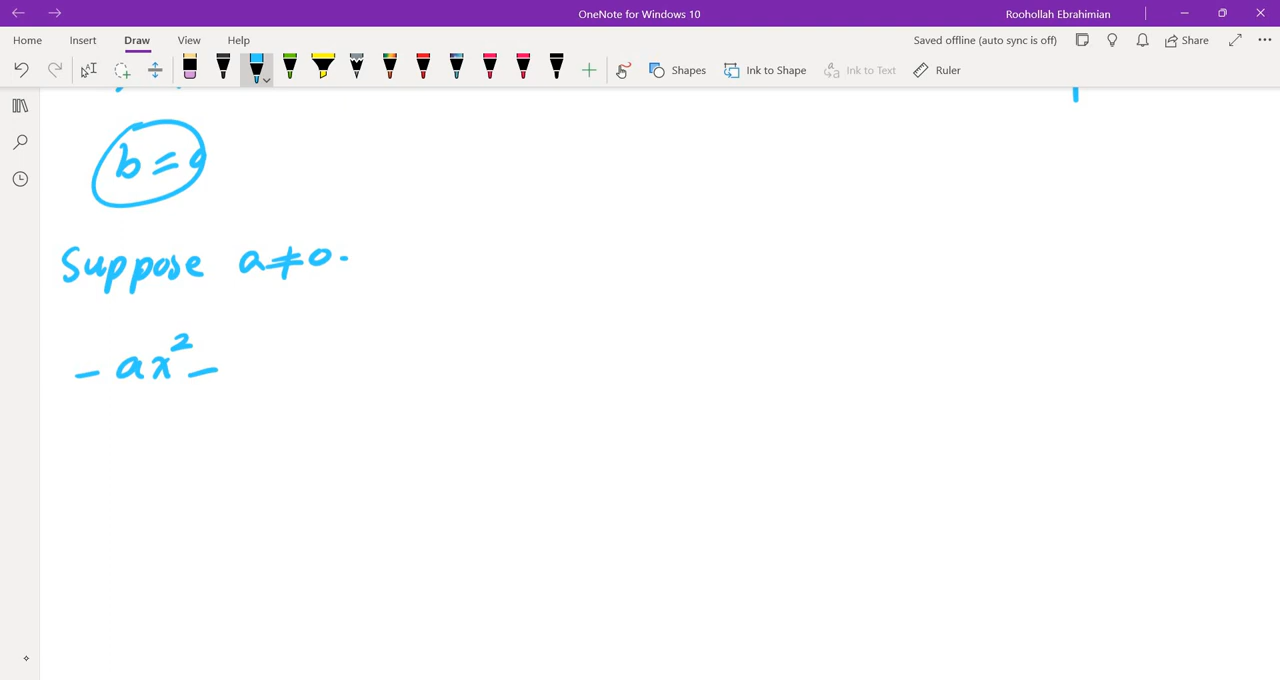 OneNote for Windows 10
Roohollah Ebrahimian
Home Insert Draw View Help
Saved offline (auto sync is off)
Share
Shapes
Ink to Shape
Ink to Text
Ruler
b = 0
Suppose a ≠ 0.
- ax² -